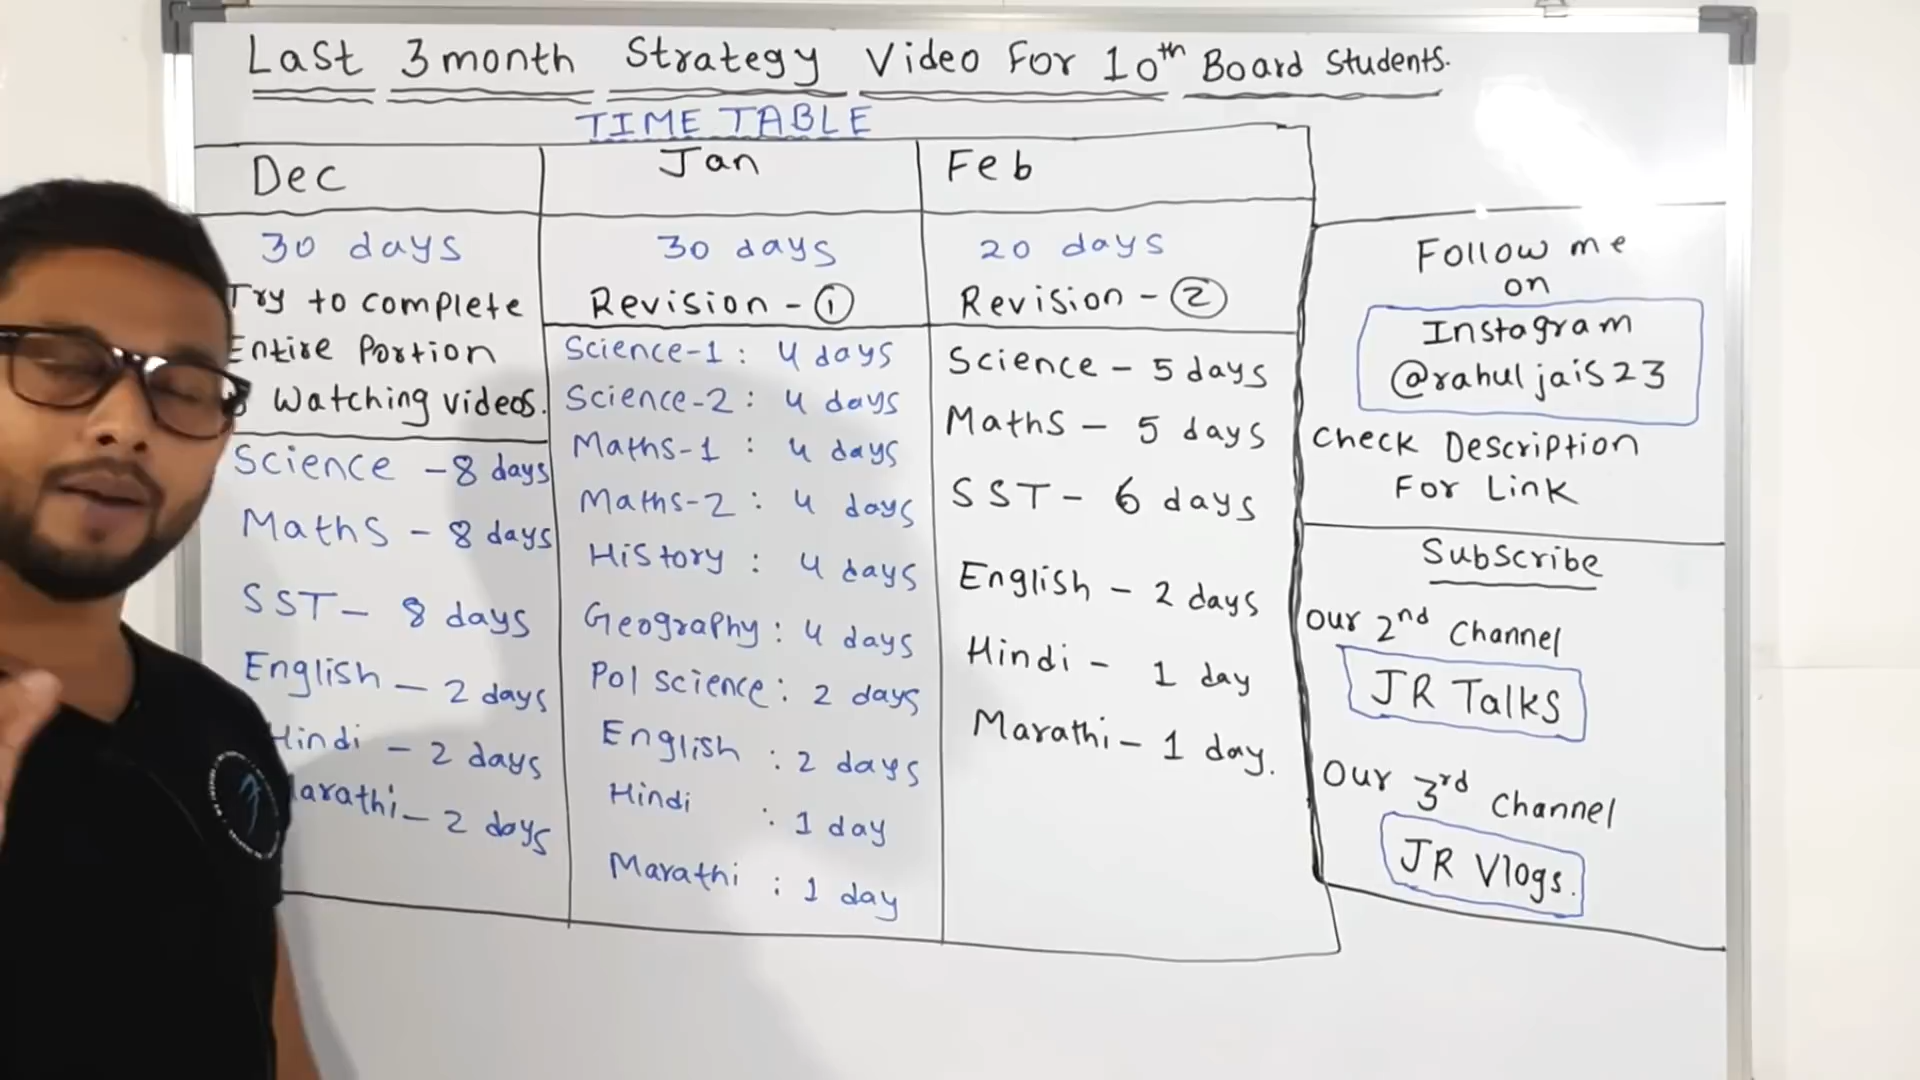 Last 3 month Strategy Video For 10th Board Students.
TIME TABLE
Dec
30 days
Try to complete
Entire Portion
Watching videos.
Science - 8 days
Maths - 8 days
SST - 8 days
English - 2 days
Hindi - 2 days
Marathi - 2 days
Jan
30 days
Revision - 1
Science-1 : 4 days
Science-2 : 4 days
Maths-1 : 4 days
Maths-2 : 4 days
History : 4 days
Geography : 4 days
Pol science : 2 days
English : 2 days
Hindi : 1 day
Marathi : 1 day
Feb
20 days
Revision - 2
Science - 5 days
Maths - 5 days
SST - 6 days
English - 2 days
Hindi - 1 day
Marathi - 1 day.
Follow me
on
Instagram
@rahuljais23
Check Description
For Link
Subscribe
Our 2nd Channel
JR Talks
Our 3rd Channel
JR Vlogs.